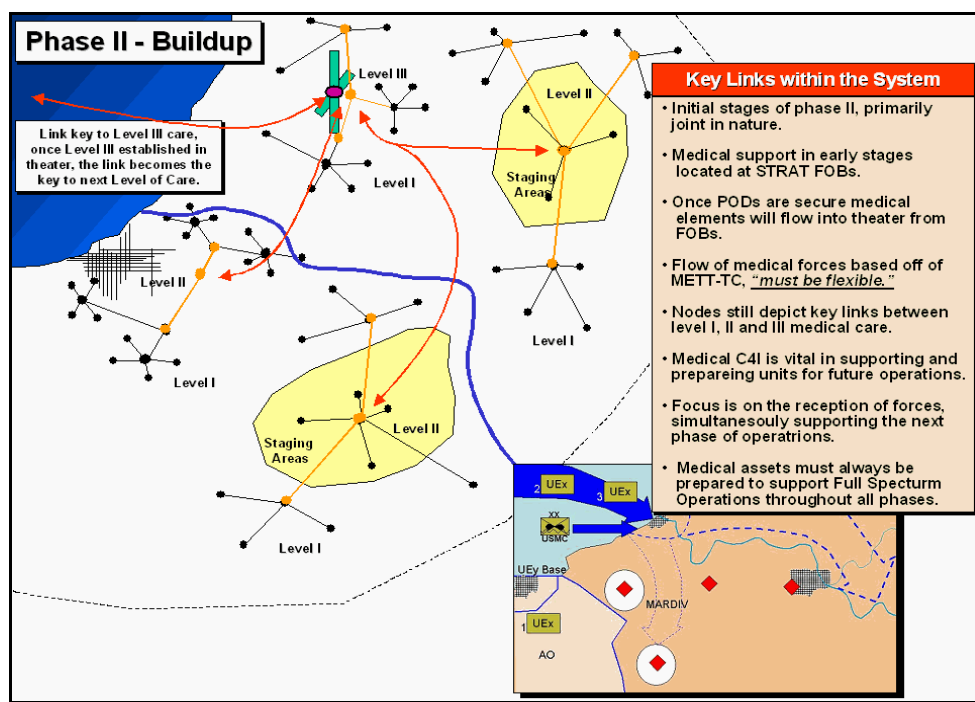 Phase II - Buildup
Level III
Level II
Link key to Level III care,
once Level III established in
theater, the link becomes the
key to next Level of Care.
Level I
Staging
Areas
Level II
Level I
Level I
Level II
Staging
Areas
Level I
Key Links within the System
• Initial stages of phase II, primarily
joint in nature.
• Medical support in early stages
located at STRAT FOBs.
• Once PODs are secure medical
elements will flow into theater from
FOBs.
• Flow of medical forces based off of
METT-TC, "must be flexible."
• Nodes still depict key links between
level I, II and III medical care.
• Medical C4I is vital in supporting and
prepareing units for future operations.
• Focus is on the reception of forces,
simultanesouly supporting the next
phase of operatrions.
• Medical assets must always be
prepared to support Full Specturm
Operations throughout all phases.
2 UEx
3 UEx
XX
USMC
UEy Base
MARDIV
1 UEx
AO